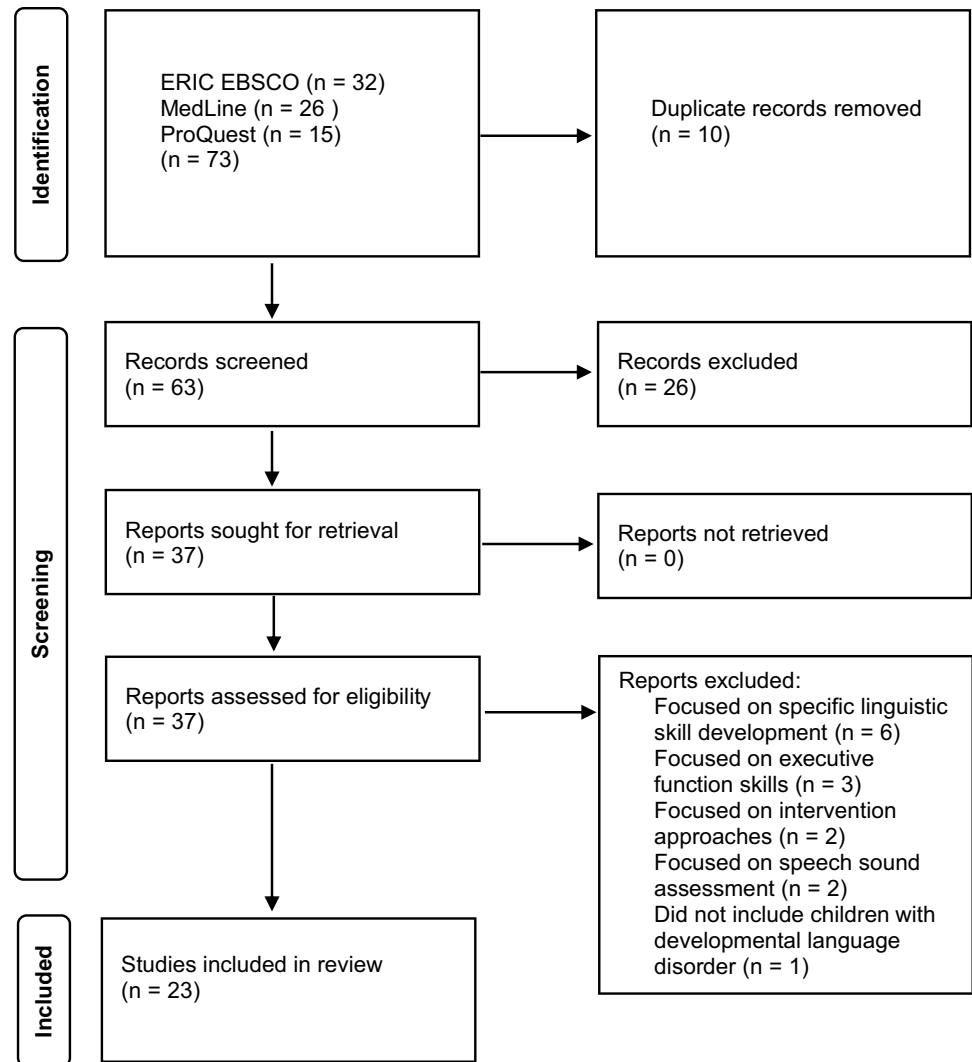 Identification
ERIC EBSCO (n = 32)
MedLine (n = 26 )
ProQuest (n = 15)
(n = 73)
Duplicate records removed
(n = 10)
Screening
Records screened
(n = 63)
Records excluded
(n = 26)
Reports sought for retrieval
(n = 37)
Reports not retrieved
(n = 0)
Reports assessed for eligibility
(n = 37)
Reports excluded:
Focused on specific linguistic
skill development (n = 6)
Focused on executive
function skills (n = 3)
Focused on intervention
approaches (n = 2)
Focused on speech sound
assessment (n = 2)
Did not include children with
developmental language
disorder (n = 1)
Included
Studies included in review
(n = 23)